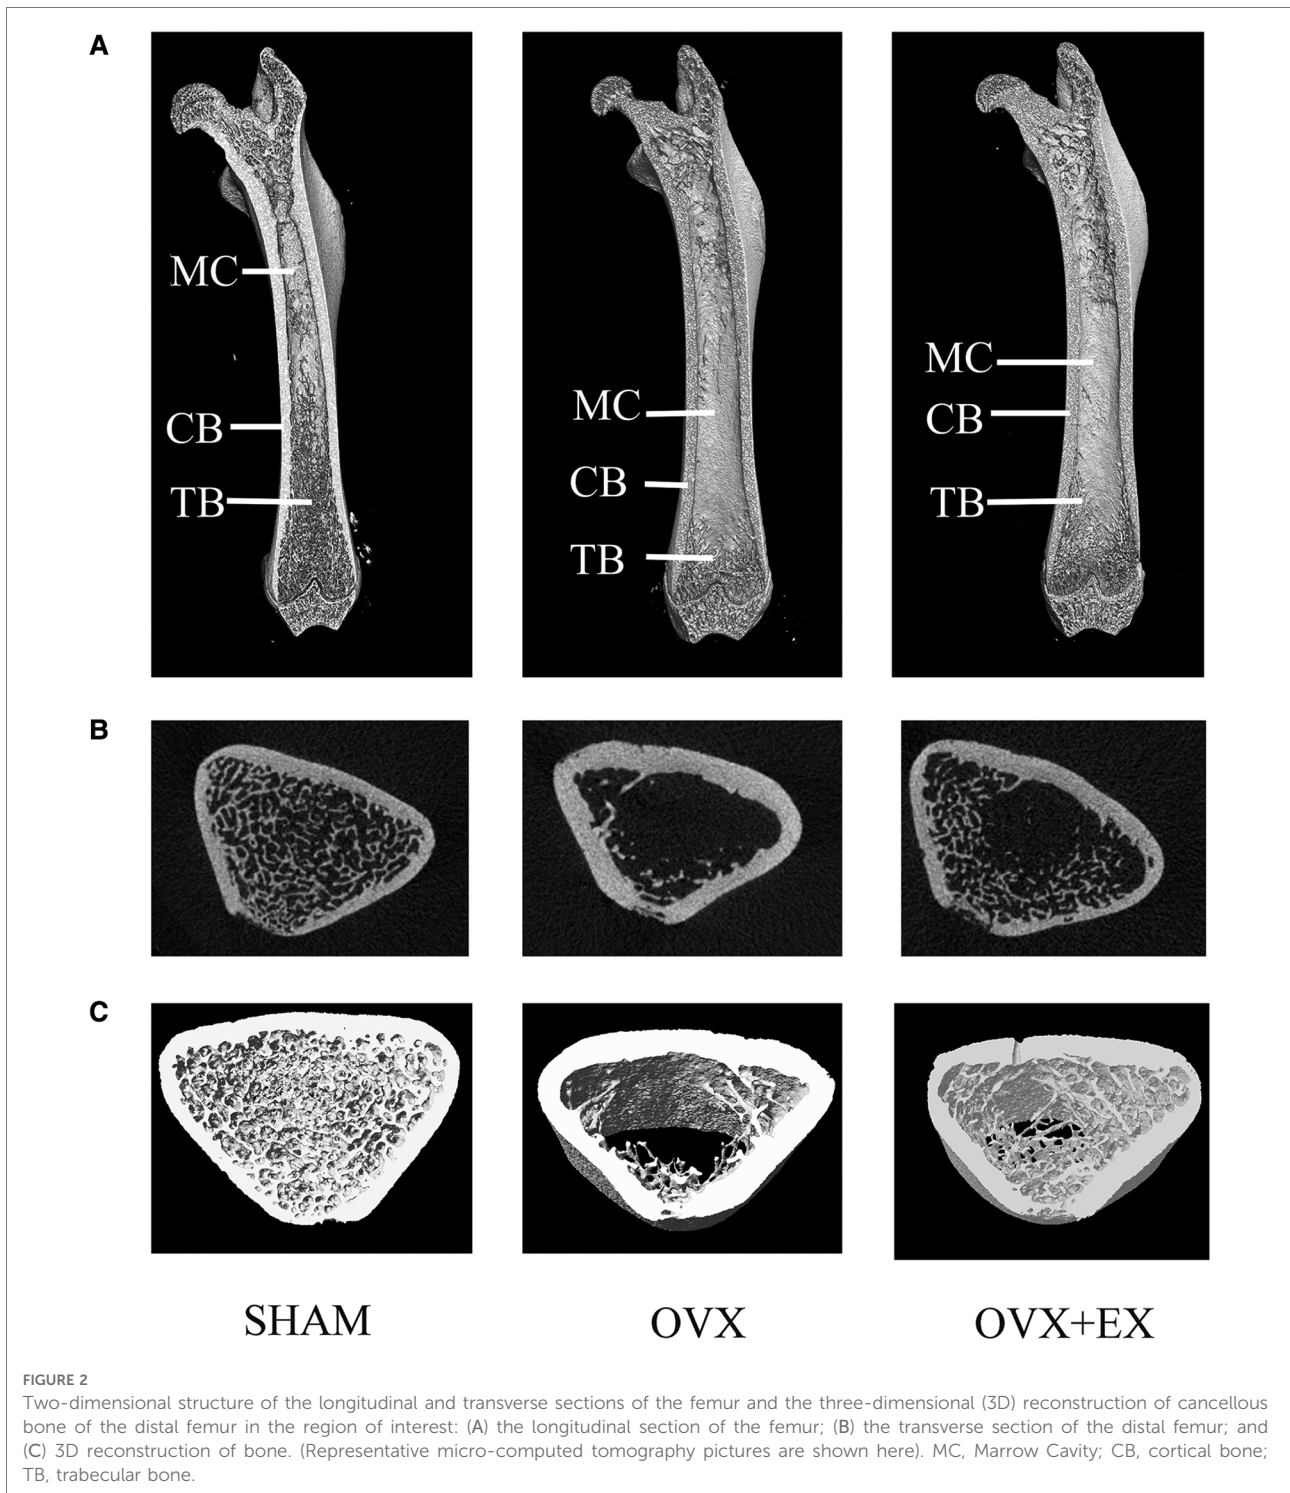 A
MC
CB
TB
MC
CB
TB
MC
CB
TB
B
C
SHAM
OVX
OVX+EX
FIGURE 2
Two-dimensional structure of the longitudinal and transverse sections of the femur and the three-dimensional (3D) reconstruction of cancellous
bone of the distal femur in the region of interest: (A) the longitudinal section of the femur; (B) the transverse section of the distal femur; and
(C) 3D reconstruction of bone. (Representative micro-computed tomography pictures are shown here). MC, Marrow Cavity; CB, cortical bone;
TB, trabecular bone.